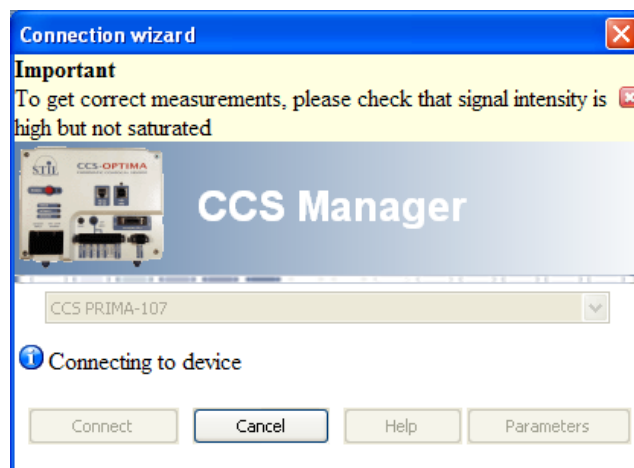 Connection wizard
Important
To get correct measurements, please check that signal intensity is
high but not saturated
STIL CCS-OPTIMA
CCS Manager
CCS PRIMA-107
Connecting to device
Connect Cancel Help Parameters